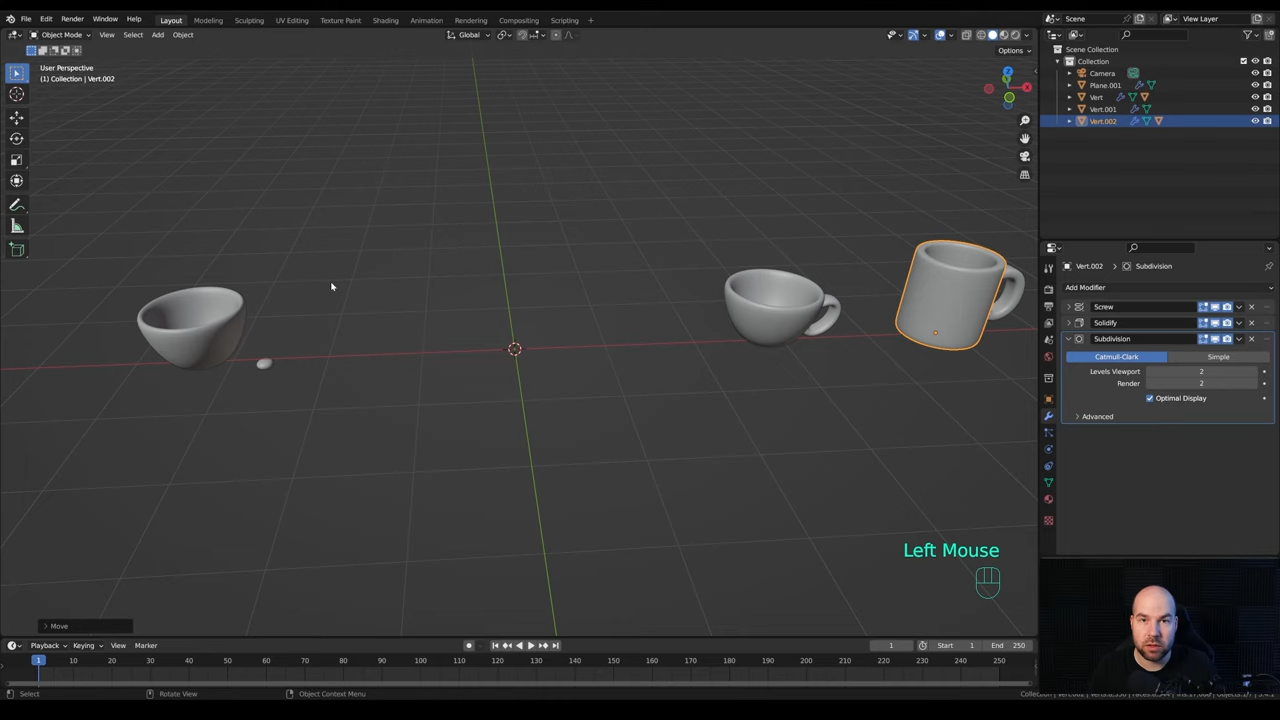 File Edit Render Window Help Layout Modeling Sculpting UV Editing Texture Paint Shading Animation Rendering Compositing Scripting + Scene View Layer
Object Mode View Select Add Object Global
Options
User Perspective
(1) Collection | Vert.002
Scene Collection
Collection
Camera
Plane.001
Vert
Vert.001
Vert.002
Vert.002 > Subdivision
Add Modifier
Screw
Solidify
Subdivision
Catmull-Clark Simple
Levels Viewport 2
Render 2
Optimal Display
Advanced
Left Mouse
Move
Playback Keying View Marker 1 Start 1 End 250
1 10 20 30 40 50 60 70 80 90 100 110 120 130 140 150 160 170 180 190 200 210 220 230 240 250
Select Rotate View Object Context Menu